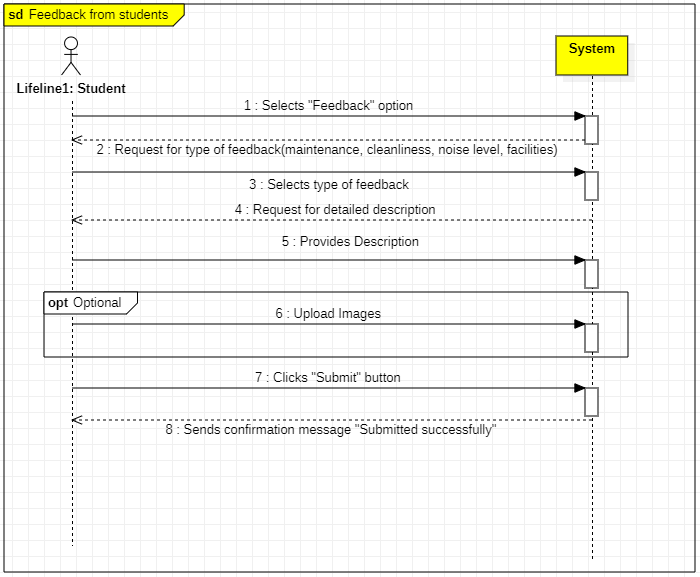 sd Feedback from students
System
Lifeline1: Student
1 : Selects "Feedback" option
2 : Request for type of feedback(maintenance, cleanliness, noise level, facilities)
3 : Selects type of feedback
4 : Request for detailed description
5 : Provides Description
opt Optional
6 : Upload Images
7 : Clicks "Submit" button
8 : Sends confirmation message "Submitted successfully"